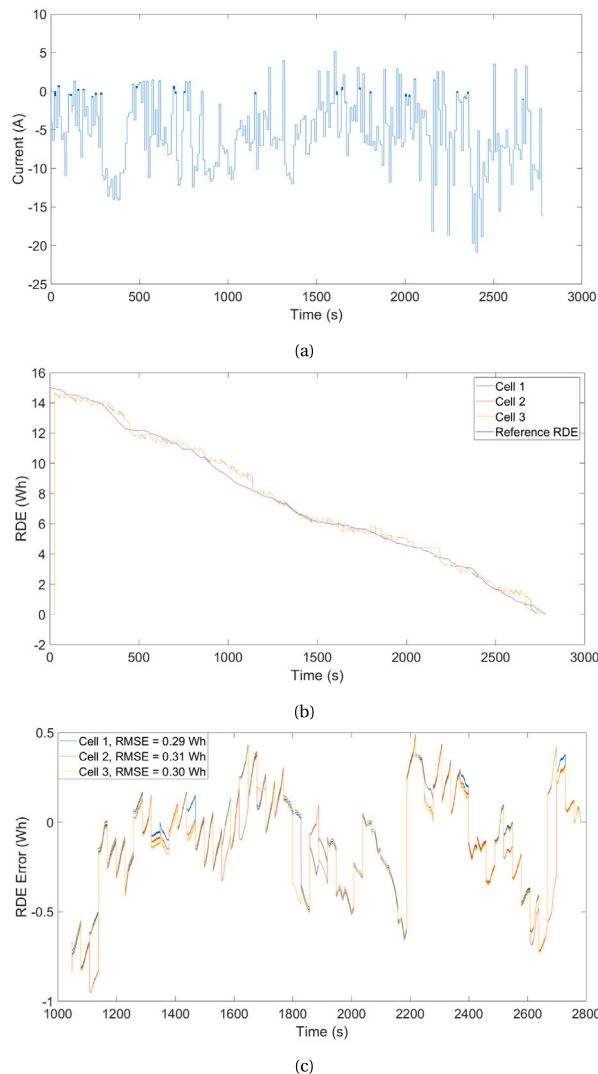 10
5
0
-5
-10
-15
-20
-25
Current (A)
0 500 1000 1500 2000 2500 3000
Time (s)
(a)
16
14
12
10
8
6
4
2
0
-2
RDE (Wh)
Cell 1
Cell 2
Cell 3
Reference RDE
0 500 1000 1500 2000 2500 3000
Time (s)
(b)
0.5
0
-0.5
-1
RDE Error (Wh)
Cell 1, RMSE = 0.29 Wh
Cell 2, RMSE = 0.31 Wh
Cell 3, RMSE = 0.30 Wh
1000 1200 1400 1600 1800 2000 2200 2400 2600 2800
Time (s)
(c)